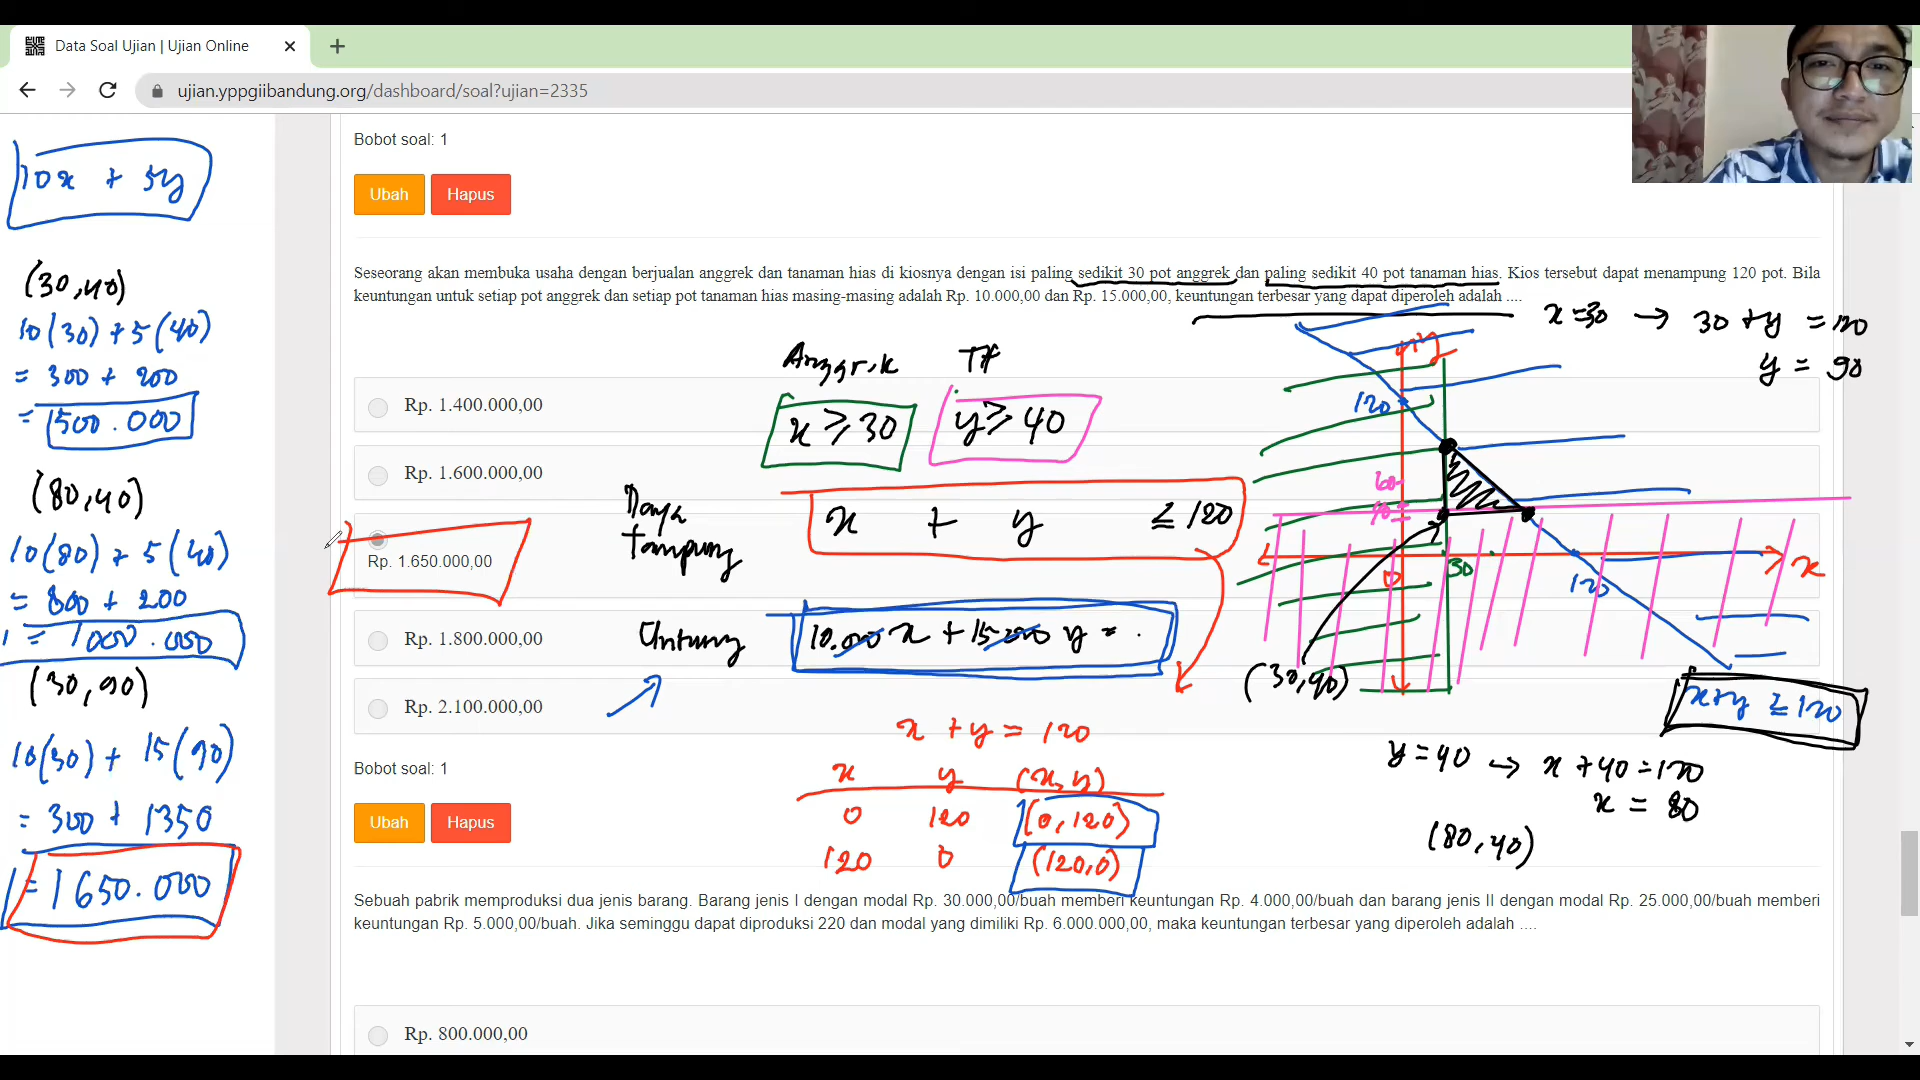 Data Soal Ujian | Ujian Online
ujian.yppgiibandung.org/dashboard/soal?ujian=2335
Bobot soal: 1
Ubah Hapus
Seseorang akan membuka usaha dengan berjualan anggrek dan tanaman hias di kiosnya dengan isi paling sedikit 30 pot anggrek dan paling sedikit 40 pot tanaman hias. Kios tersebut dapat menampung 120 pot. Bila
keuntungan untuk setiap pot anggrek dan setiap pot tanaman hias masing-masing adalah Rp. 10.000,00 dan Rp. 15.000,00, keuntungan terbesar yang dapat diperoleh adalah ....
Rp. 1.400.000,00
Rp. 1.600.000,00
Rp. 1.650.000,00
Rp. 1.800.000,00
Rp. 2.100.000,00
Bobot soal: 1
Ubah Hapus
Sebuah pabrik memproduksi dua jenis barang. Barang jenis I dengan modal Rp. 30.000,00/buah memberi keuntungan Rp. 4.000,00/buah dan barang jenis II dengan modal Rp. 25.000,00/buah memberi
keuntungan Rp. 5.000,00/buah. Jika seminggu dapat diproduksi 220 dan modal yang dimiliki Rp. 6.000.000,00, maka keuntungan terbesar yang diperoleh adalah ....
Rp. 800.000,00
10x + 5y
(30,40)
10(30) + 5(40)
= 300 + 200
= 1500.000
(80,40)
10(80) + 5(40)
= 800 + 200
= 1000.000
(30,90)
10(30) + 15(90)
= 300 + 1350
= 1650.000
Anggrik TH
x ≥ 30 y ≥ 40
Daya
tampung
x + y ≤ 120
Untung
10.000 x + 15.000 y =
x + y = 120
x y (x,y)
0 120 (0,120)
120 0 (120,0)
x=30 → 30 + y = 120
y = 90
120
60
30
0
120
x
(30,40)
x+y ≤ 120
y = 40 → x + 40 = 120
x = 80
(80,40)